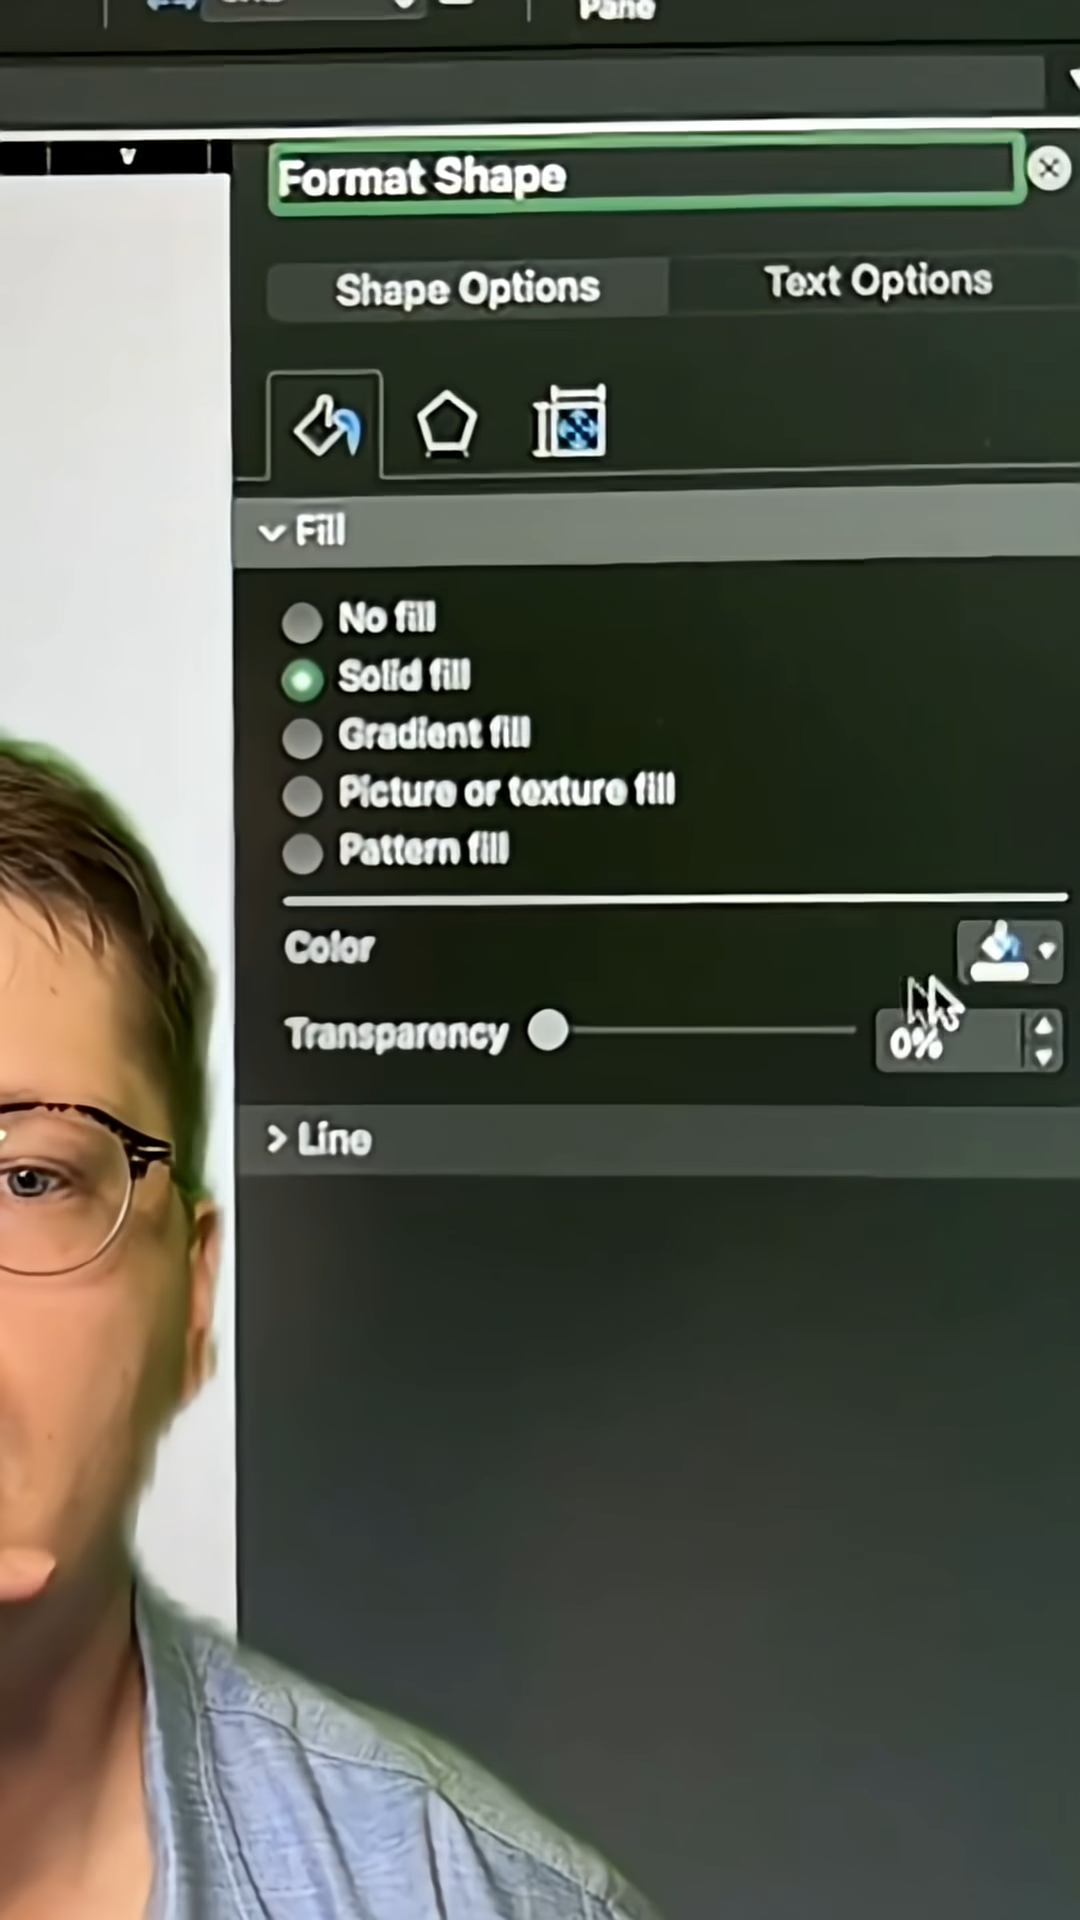 Pane
V
Format Shape
Shape Options
Text Options
Fill
No fill
Solid fill
Gradient fill
Picture or texture fill
Pattern fill
Color
Transparency
0%
Line